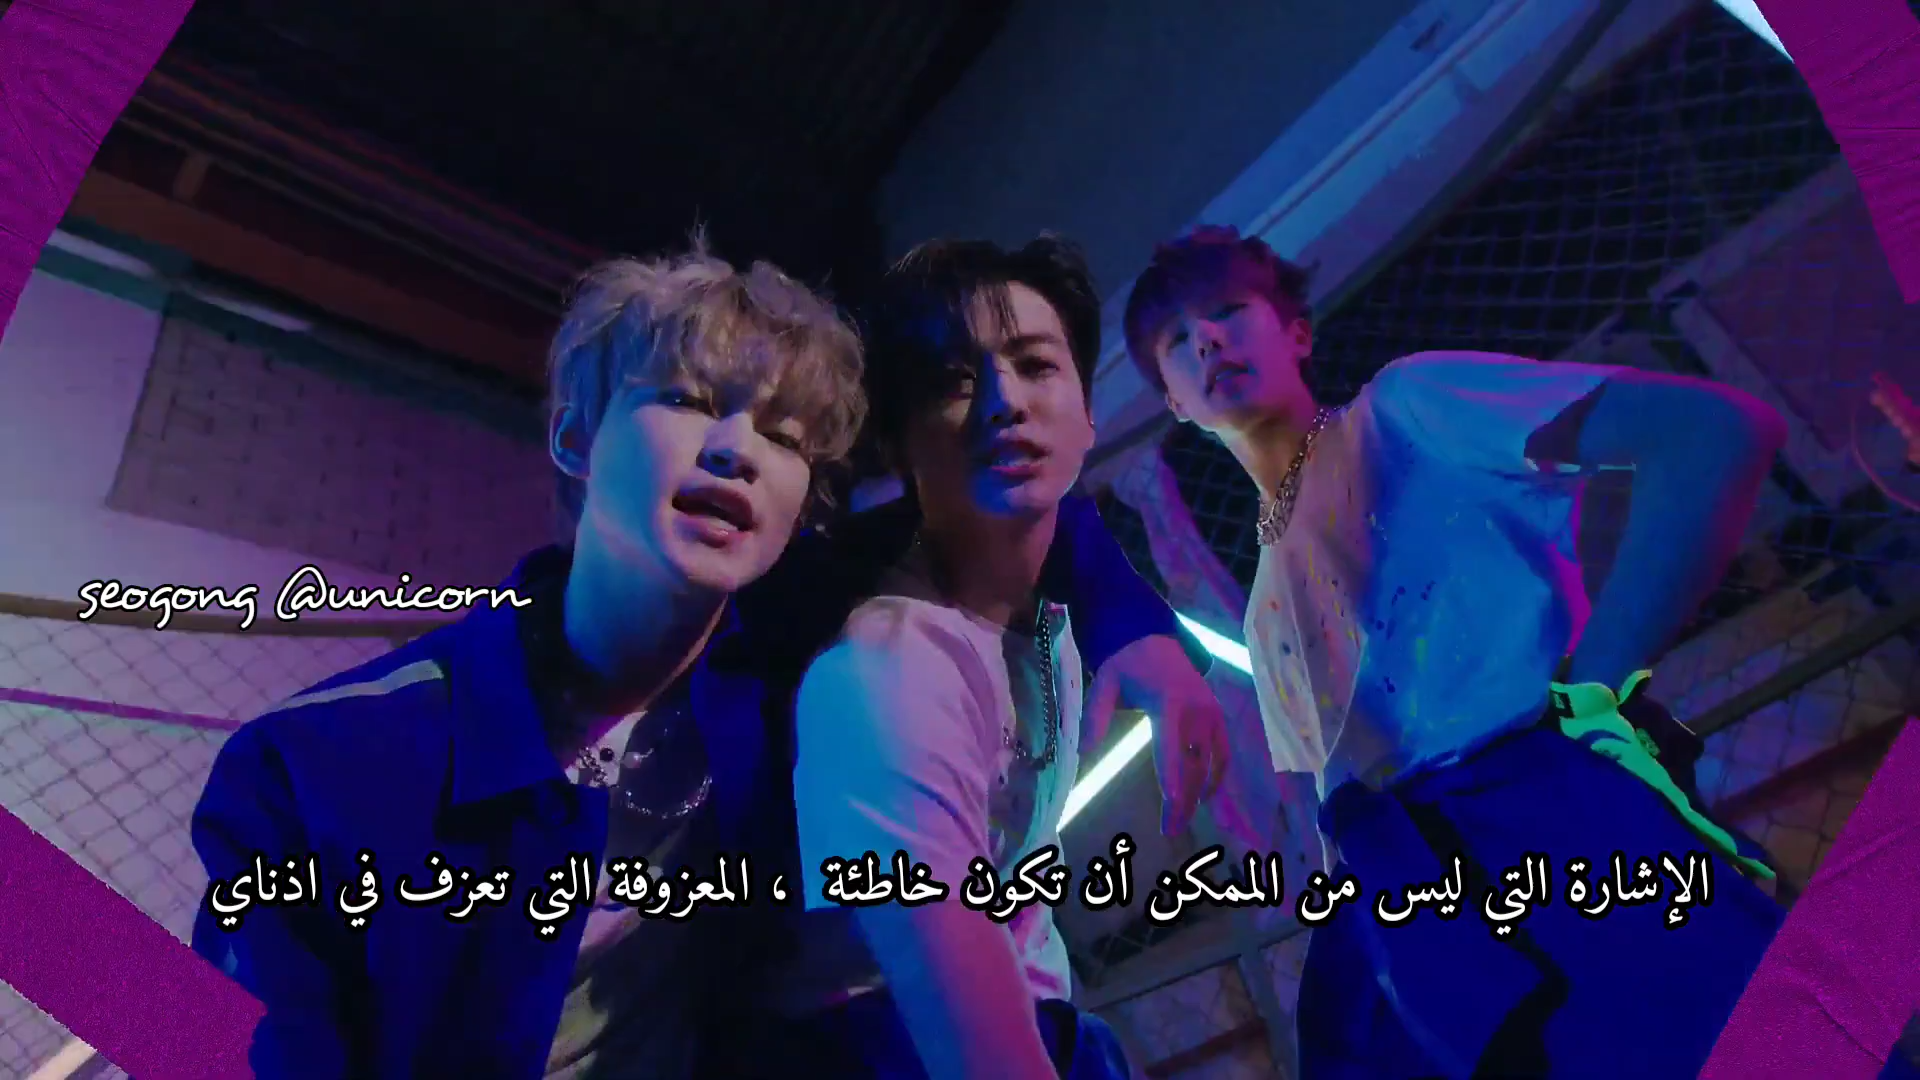 seogong @unicorn
الإشارة التي ليس من الممكن أن تكون خاطئة ، المعزوفة التي تعزف في اذناي